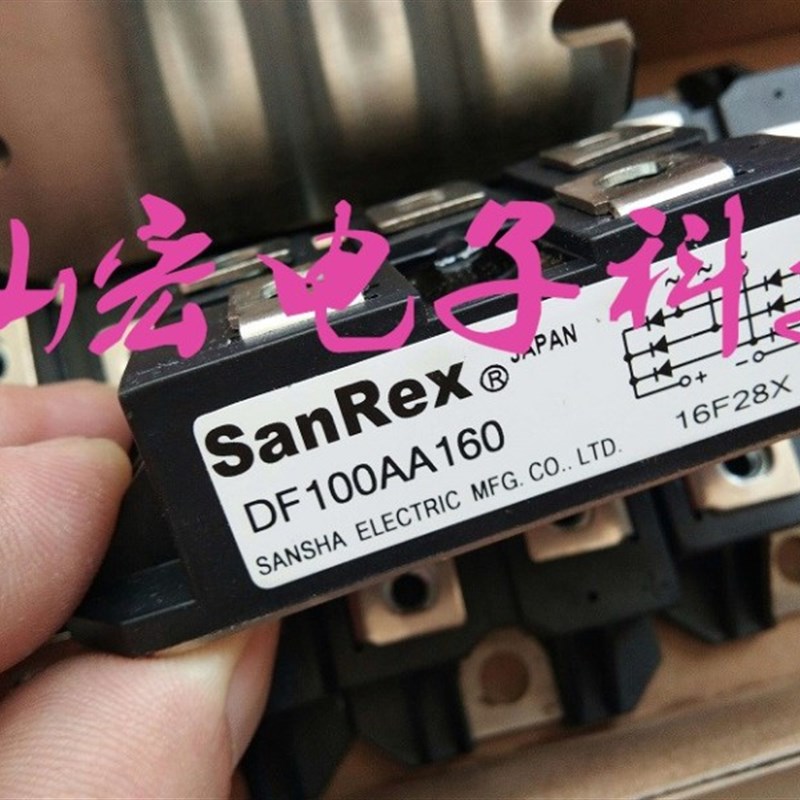 山宏电子科
SanRex® JAPAN
DF100AA160
SANSHA ELECTRIC MFG. CO., LTD.
~ ~ ~
+ −
16F28X